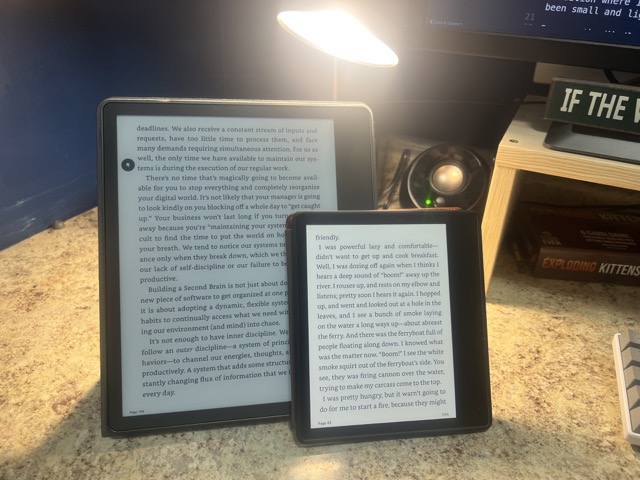 deadlines. We also receive a constant stream of inputs and
requests, have too little time to process them, and face
many demands requiring simultaneous attention. For us as
well, the only time we have available to maintain our sys-
tems is during the execution of our regular work.
There's no time that's magically going to become avail-
able for you to stop everything and completely reorganize
your digital world. It's not likely that your manager is going
to look kindly on you blocking off a whole day to "get caught
up." Your business won't last long if you turn
away because you're "maintaining your system
cult to find the time to put the world on ho
your breath. We tend to notice our systems ne
ance only when they break down, which we th
our lack of self-discipline or our failure to b
productive.
Building a Second Brain is not just about do
new piece of software to get organized at one p
it is about adopting a dynamic, flexible system
habits to continually access what we need wit
ing our environment (and mind) into chaos.
It's not enough to have inner discipline. We
follow an outer discipline—a system of princ
haviors—to channel our energies, thoughts, a
productively. A system that adds some structur
stantly changing flux of information that we i
every day.
friendly.
I was powerful lazy and comfortable—
didn't want to get up and cook breakfast.
Well, I was dozing off again when I thinks I
hears a deep sound of "boom!" away up the
river. I rouses up, and rests on my elbow and
listens; pretty soon I hears it again. I hopped
up, and went and looked out at a hole in the
leaves, and I see a bunch of smoke laying
on the water a long ways up—about abreast
the ferry. And there was the ferryboat full of
people floating along down. I knowed what
was the matter now. "Boom!" I see the white
smoke squirt out of the ferryboat's side. You
see, they was firing cannon over the water,
trying to make my carcass come to the top.
I was pretty hungry, but it warn't going to
do for me to start a fire, because they might
been small and li
21
IF THE
EXPLODING KITTENS